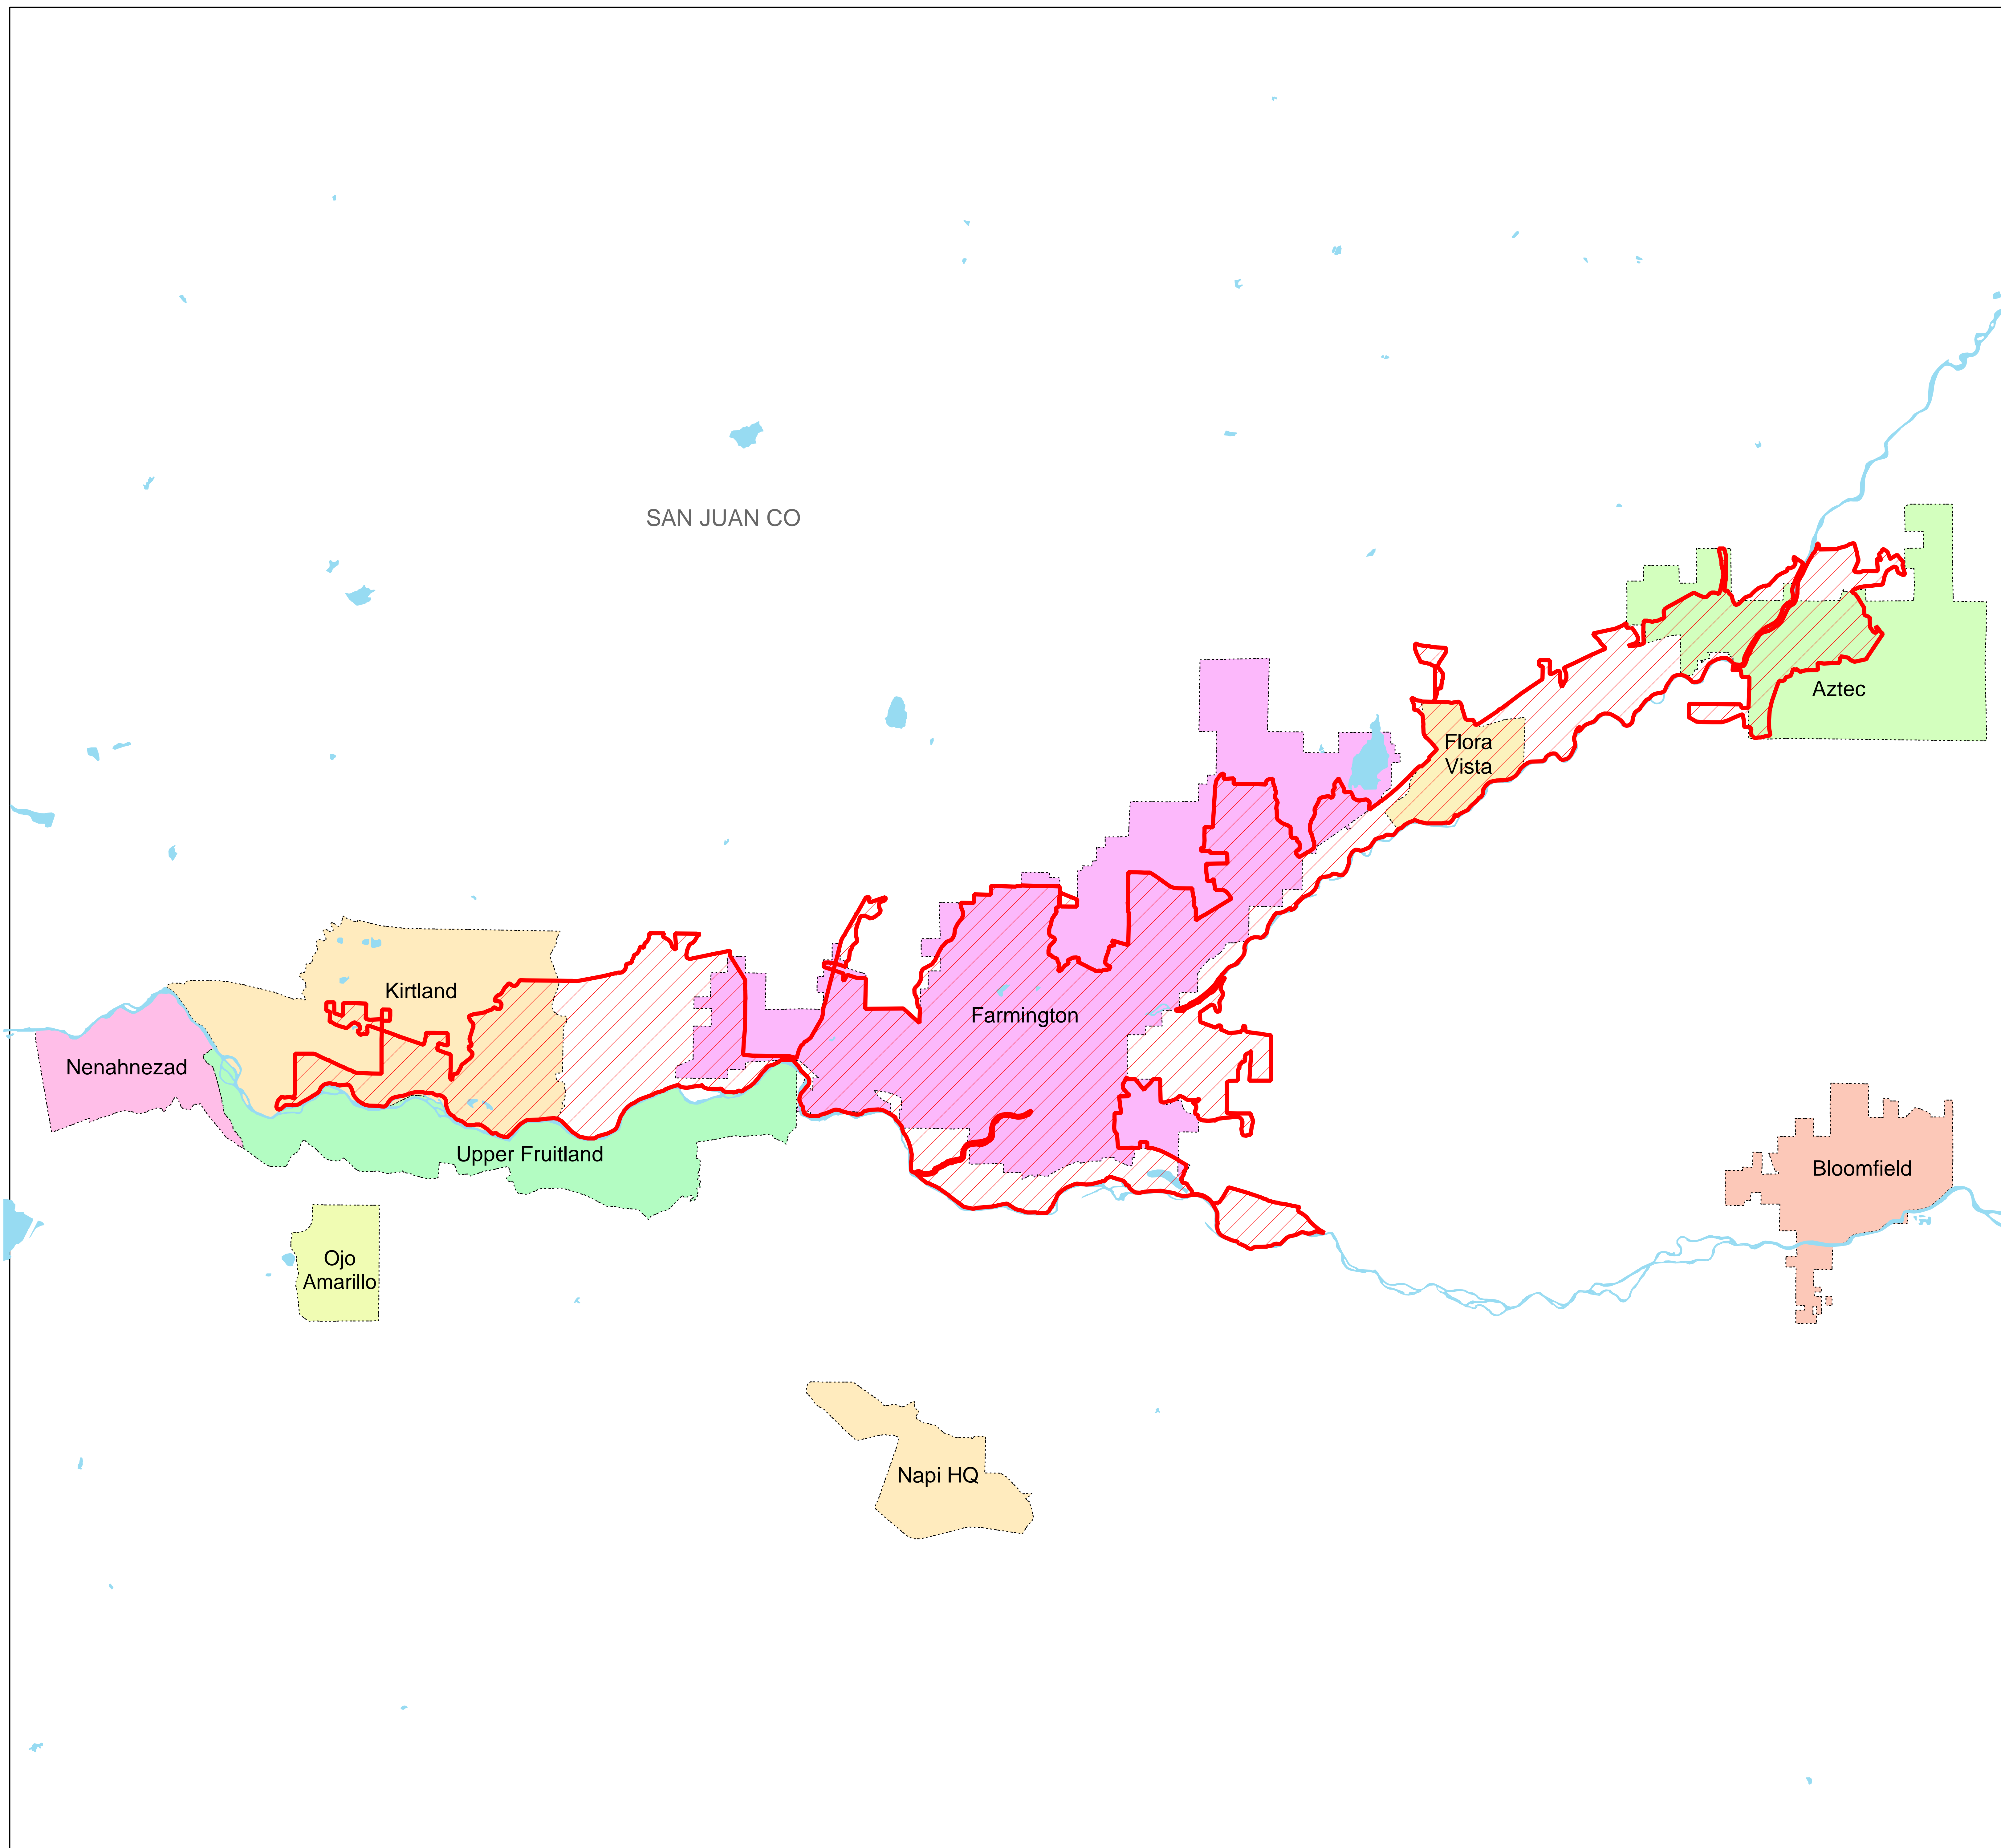 SAN JUAN CO
Aztec
Flora
Vista
Kirtland
Farmington
Nenahnezad
Upper Fruitland
Bloomfield
Ojo
Amarillo
Napi HQ